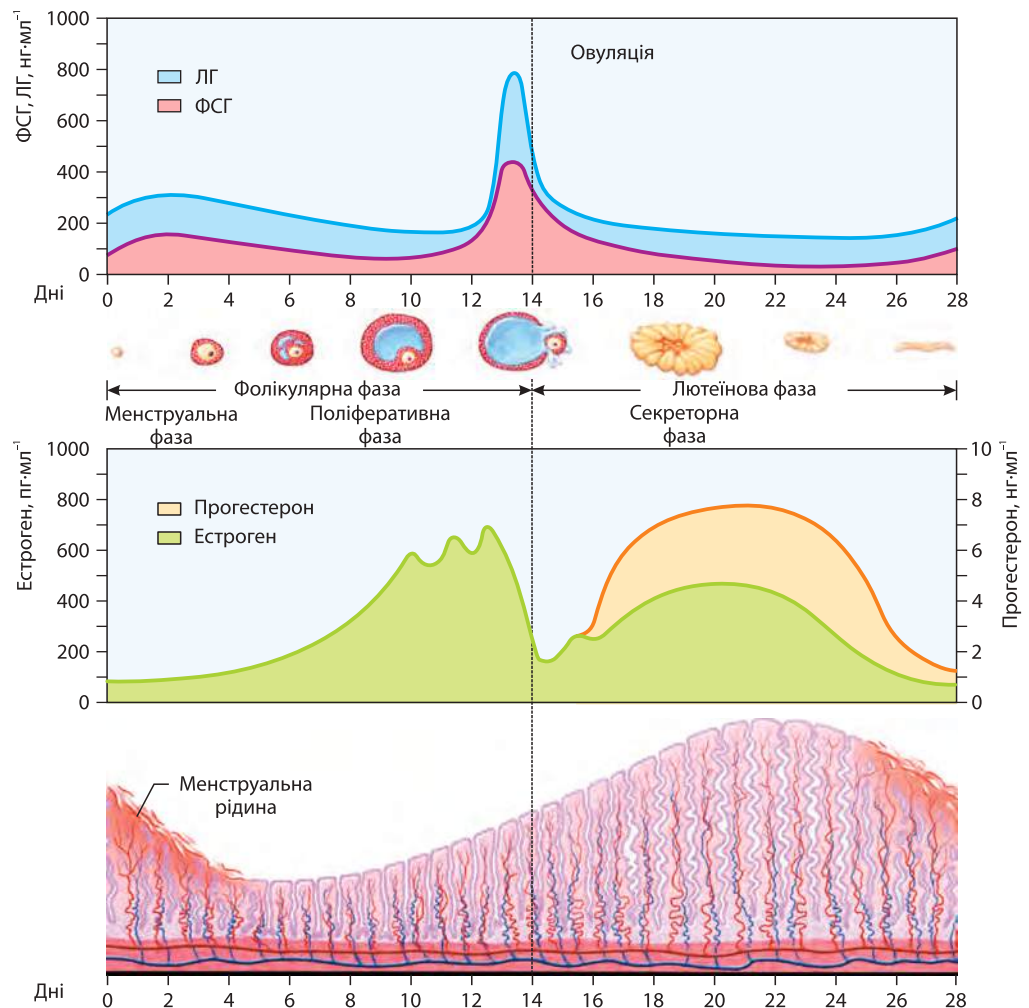 ФСГ, ЛГ, нг·мл⁻¹
1000
800
600
400
200
0
ЛГ
ФСГ
Овуляція
Дні
0 2 4 6 8 10 12 14 16 18 20 22 24 26 28
Фолікулярна фаза
Лютеїнова фаза
Менструальна
фаза
Поліферативна
фаза
Секреторна
фаза
Естроген, пг·мл⁻¹
1000
800
600
400
200
0
Прогестерон
Естроген
10
8
6
4
2
0
Прогестерон, нг·мл⁻¹
Менструальна
рідина
Дні
0 2 4 6 8 10 12 14 16 18 20 22 24 26 28